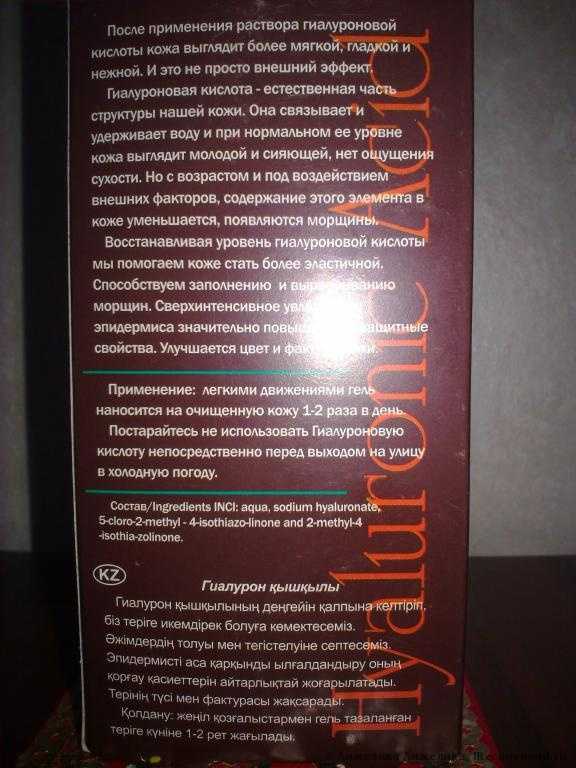 После применения раствора гиалуроновой
кислоты кожа выглядит более мягкой, гладкой и
нежной. И это не просто внешний эффект.
Гиалуроновая кислота - естественная часть
структуры нашей кожи. Она связывает и
удерживает воду и при нормальном ее уровне
кожа выглядит молодой и сияющей, нет ощущения
сухости. Но с возрастом и под воздействием
внешних факторов, содержание этого элемента в
коже уменьшается, появляются морщины.
Восстанавливая уровень гиалуроновой кислоты
мы помогаем коже стать более эластичной.
Способствуем заполнению и
морщин. Сверхинтенсивное
эпидермиса значительно
свойства. Улучшается цвет и
Применение: легкими движениями гель
наносится на очищенную кожу 1-2 раза в день.
Постарайтесь не использовать Гиалуроновую
кислоту непосредственно перед выходом на улицу
в холодную погоду.
Состав/Ingredients INCI: aqua, sodium hyaluronate,
5-cloro-2-methyl - 4-isothiazo-linone and 2-methyl-4
-isothia-zolinone.
KZ
Гиалурон қышқылы
Гиалурон қышқылының деңгейін қалпына келтіріп,
біз теріге икемдірек болуға көмектесеміз.
Әжімдердің толуы мен тегістелуіне септесеміз.
Эпидермисті аса қарқынды ылғалдандыру оның
қорғау қасиеттерін айтарлықтай жоғарылатады.
Терінің түсі мен фактурасы жақсарады.
Қолдану: жеңіл қозғалыстармен гель тазаланған
теріге күніне 1-2 рет жағылады.
Hyaluronic Acid